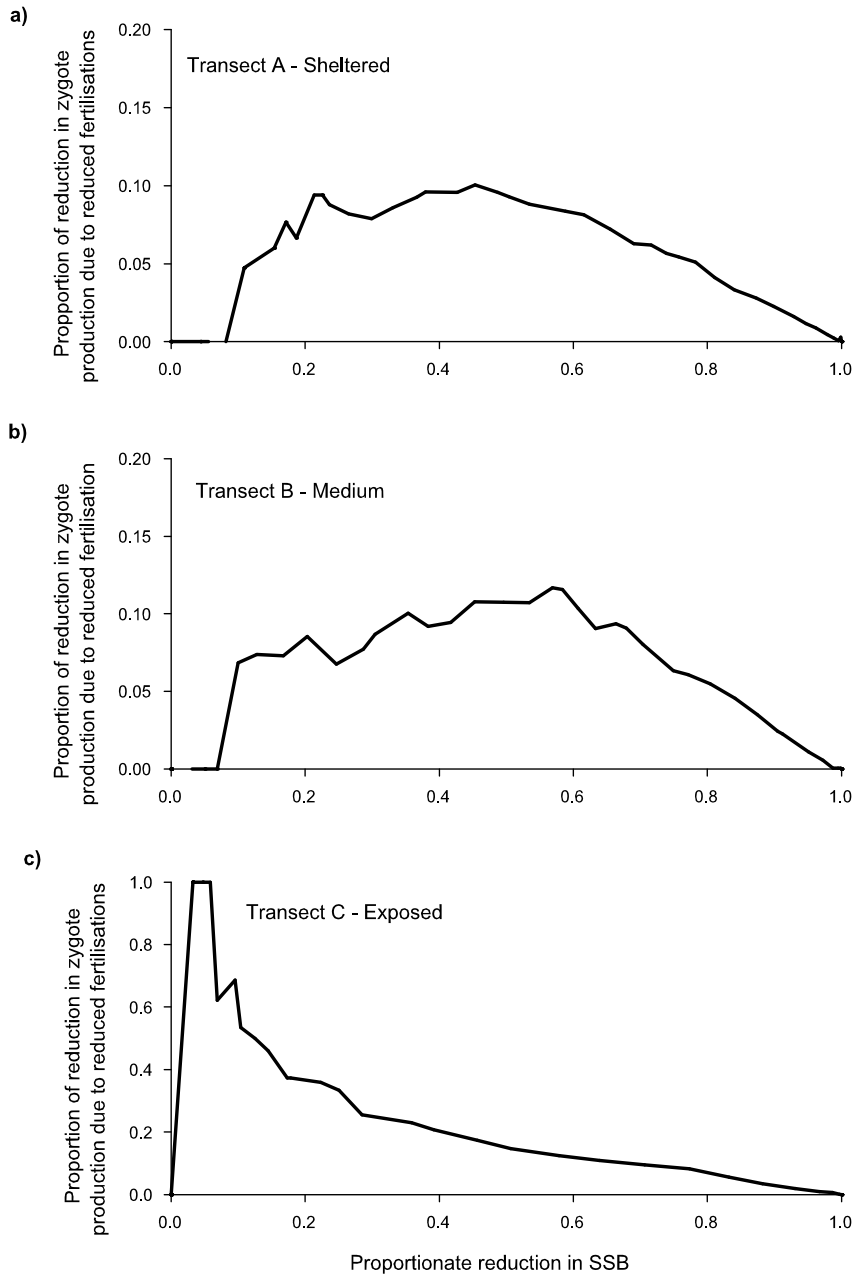 a)
Propportion of reduction in zygote
production due to reduced fertilisations
0.20
0.15
0.10
0.05
0.00
Transect A - Sheltered
0.0 0.2 0.4 0.6 0.8 1.0
b)
Proportion of reduction in zygote
production due to reduced fertilisation
0.20
0.15
0.10
0.05
0.00
Transect B - Medium
0.0 0.2 0.4 0.6 0.8 1.0
c)
Proportion of reduction in zygote
production due to reduced fertilisations
1.0
0.8
0.6
0.4
0.2
0.0
Transect C - Exposed
0.0 0.2 0.4 0.6 0.8 1.0
Proportionate reduction in SSB